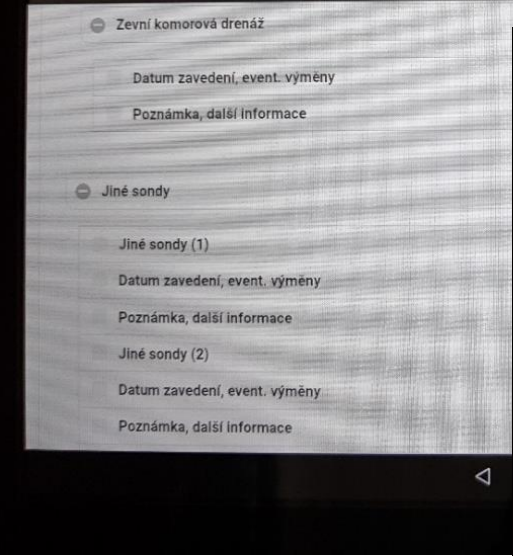 Zevní komorová drenáž
Datum zavedení, event. výměny
Poznámka, další informace
Jiné sondy
Jiné sondy (1)
Datum zavedení, event. výměny
Poznámka, další informace
Jiné sondy (2)
Datum zavedení, event. výměny
Poznámka, další informace